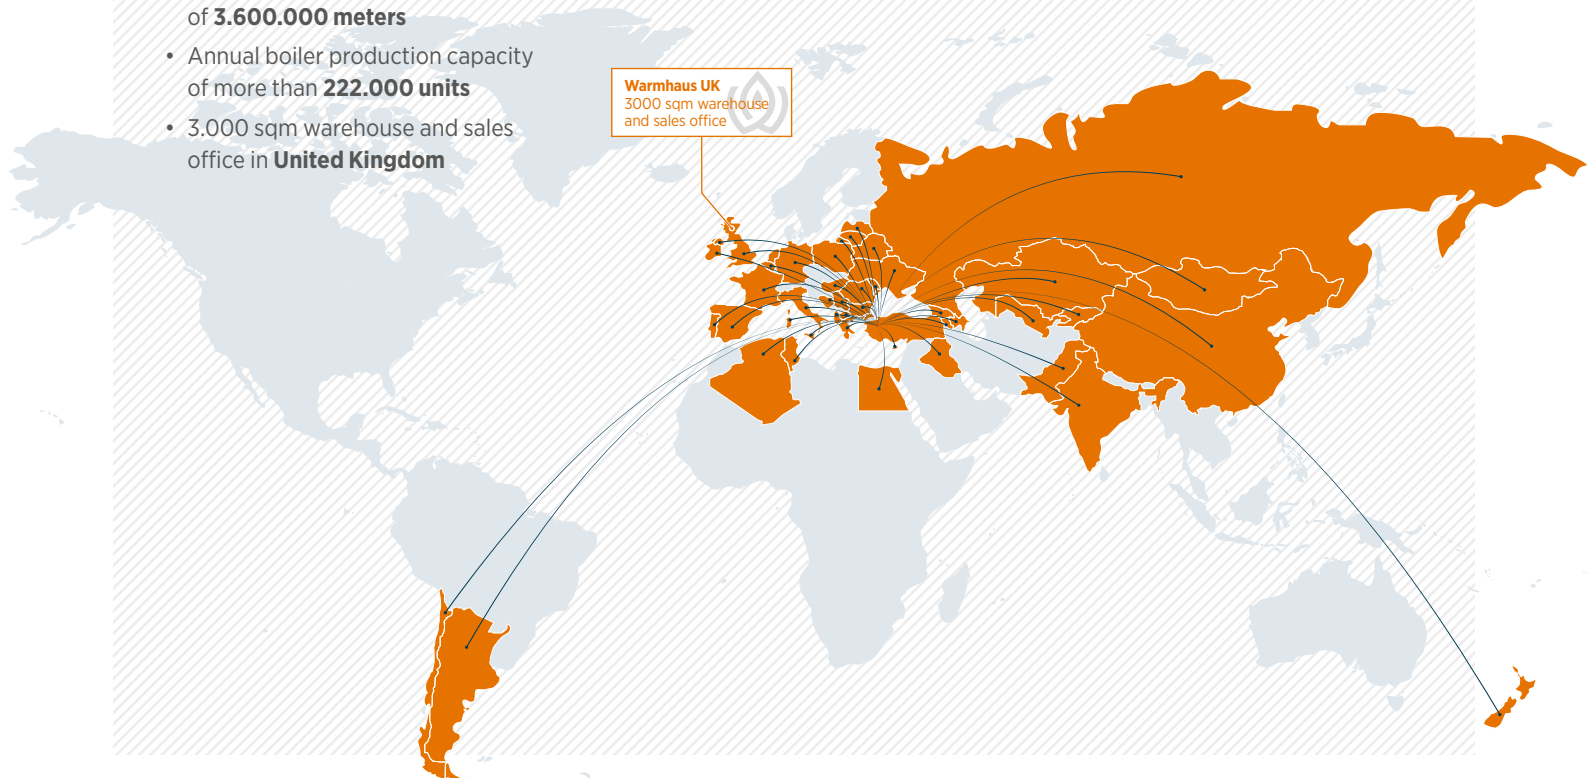 of 3.600.000 meters
• Annual boiler production capacity
of more than 222.000 units
• 3.000 sqm warehouse and sales
office in United Kingdom
Warmhaus UK
3000 sqm warehouse
and sales office